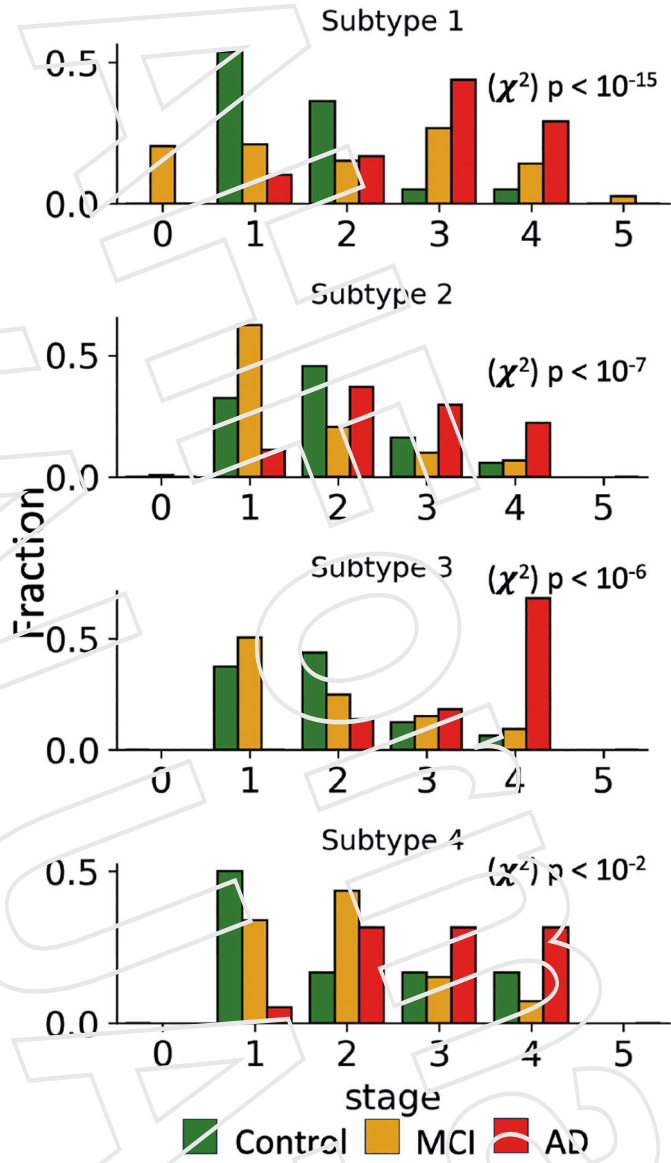 Subtype 1
0.5
(χ²) p < 10⁻¹⁵
0.0
0 1 2 3 4 5
Subtype 2
0.5
(χ²) p < 10⁻⁷
0.0
0 1 2 3 4 5
Fraction
Subtype 3
(χ²) p < 10⁻⁶
0.5
0.0
0 1 2 3 4 5
Subtype 4
0.5
(χ²) p < 10⁻²
0.0
0 1 2 3 4 5
stage
Control MCI AD